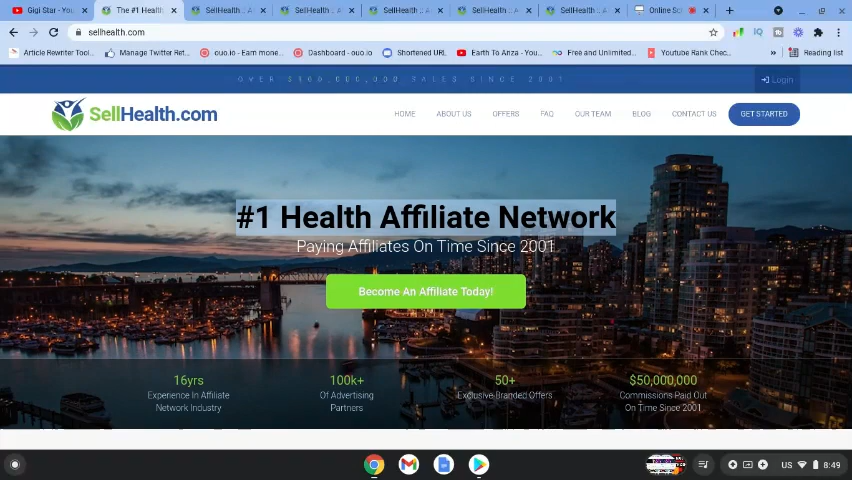 Gigi Star - You
The #1 Health
SellHealth :: A
SellHealth :: A
SellHealth :: A
SellHealth :: A
SellHealth :: A
Online Sc
sellhealth.com
Article Rewriter Tool...
Manage Twitter Ret...
ouo.io - Earn mone...
Dashboard - ouo.io
Shortened URL
Earth To Anza - You...
Free and Unlimited...
Youtube Rank Chec...
»
Reading list
Login
SellHealth.com
HOME
ABOUT US
OFFERS
FAQ
OUR TEAM
BLOG
CONTACT US
GET STARTED
#1 Health Affiliate Network
Paying Affiliates On Time Since 2001
Become An Affiliate Today!
16yrs
Experience In Affiliate
Network Industry
100k+
Of Advertising
Partners
50+
Exclusive Branded Offers
$50,000,000
Commissions Paid Out
On Time Since 2001
US
8:49